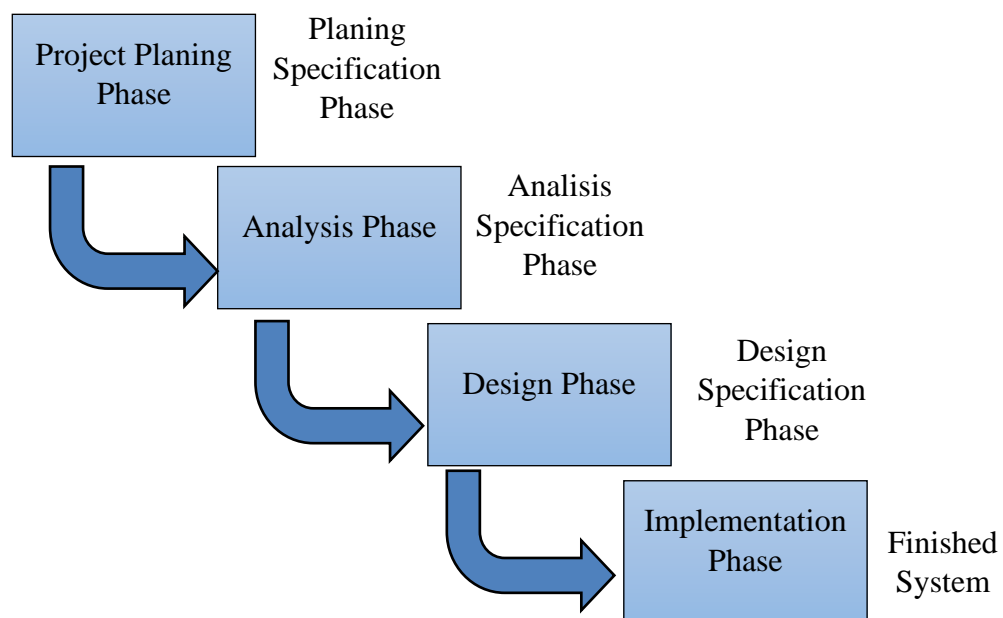 Project Planing
Phase
Planing
Specification
Phase
Analysis Phase
Analisis
Specification
Phase
Design Phase
Design
Specification
Phase
Implementation
Phase
Finished
System